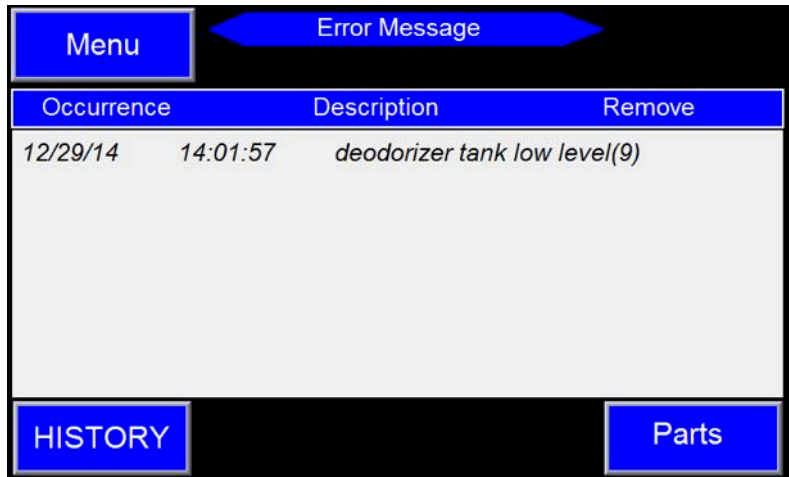 Menu
Error Message
Occurrence Description Remove
12/29/14 14:01:57 deodorizer tank low level(9)
HISTORY
Parts